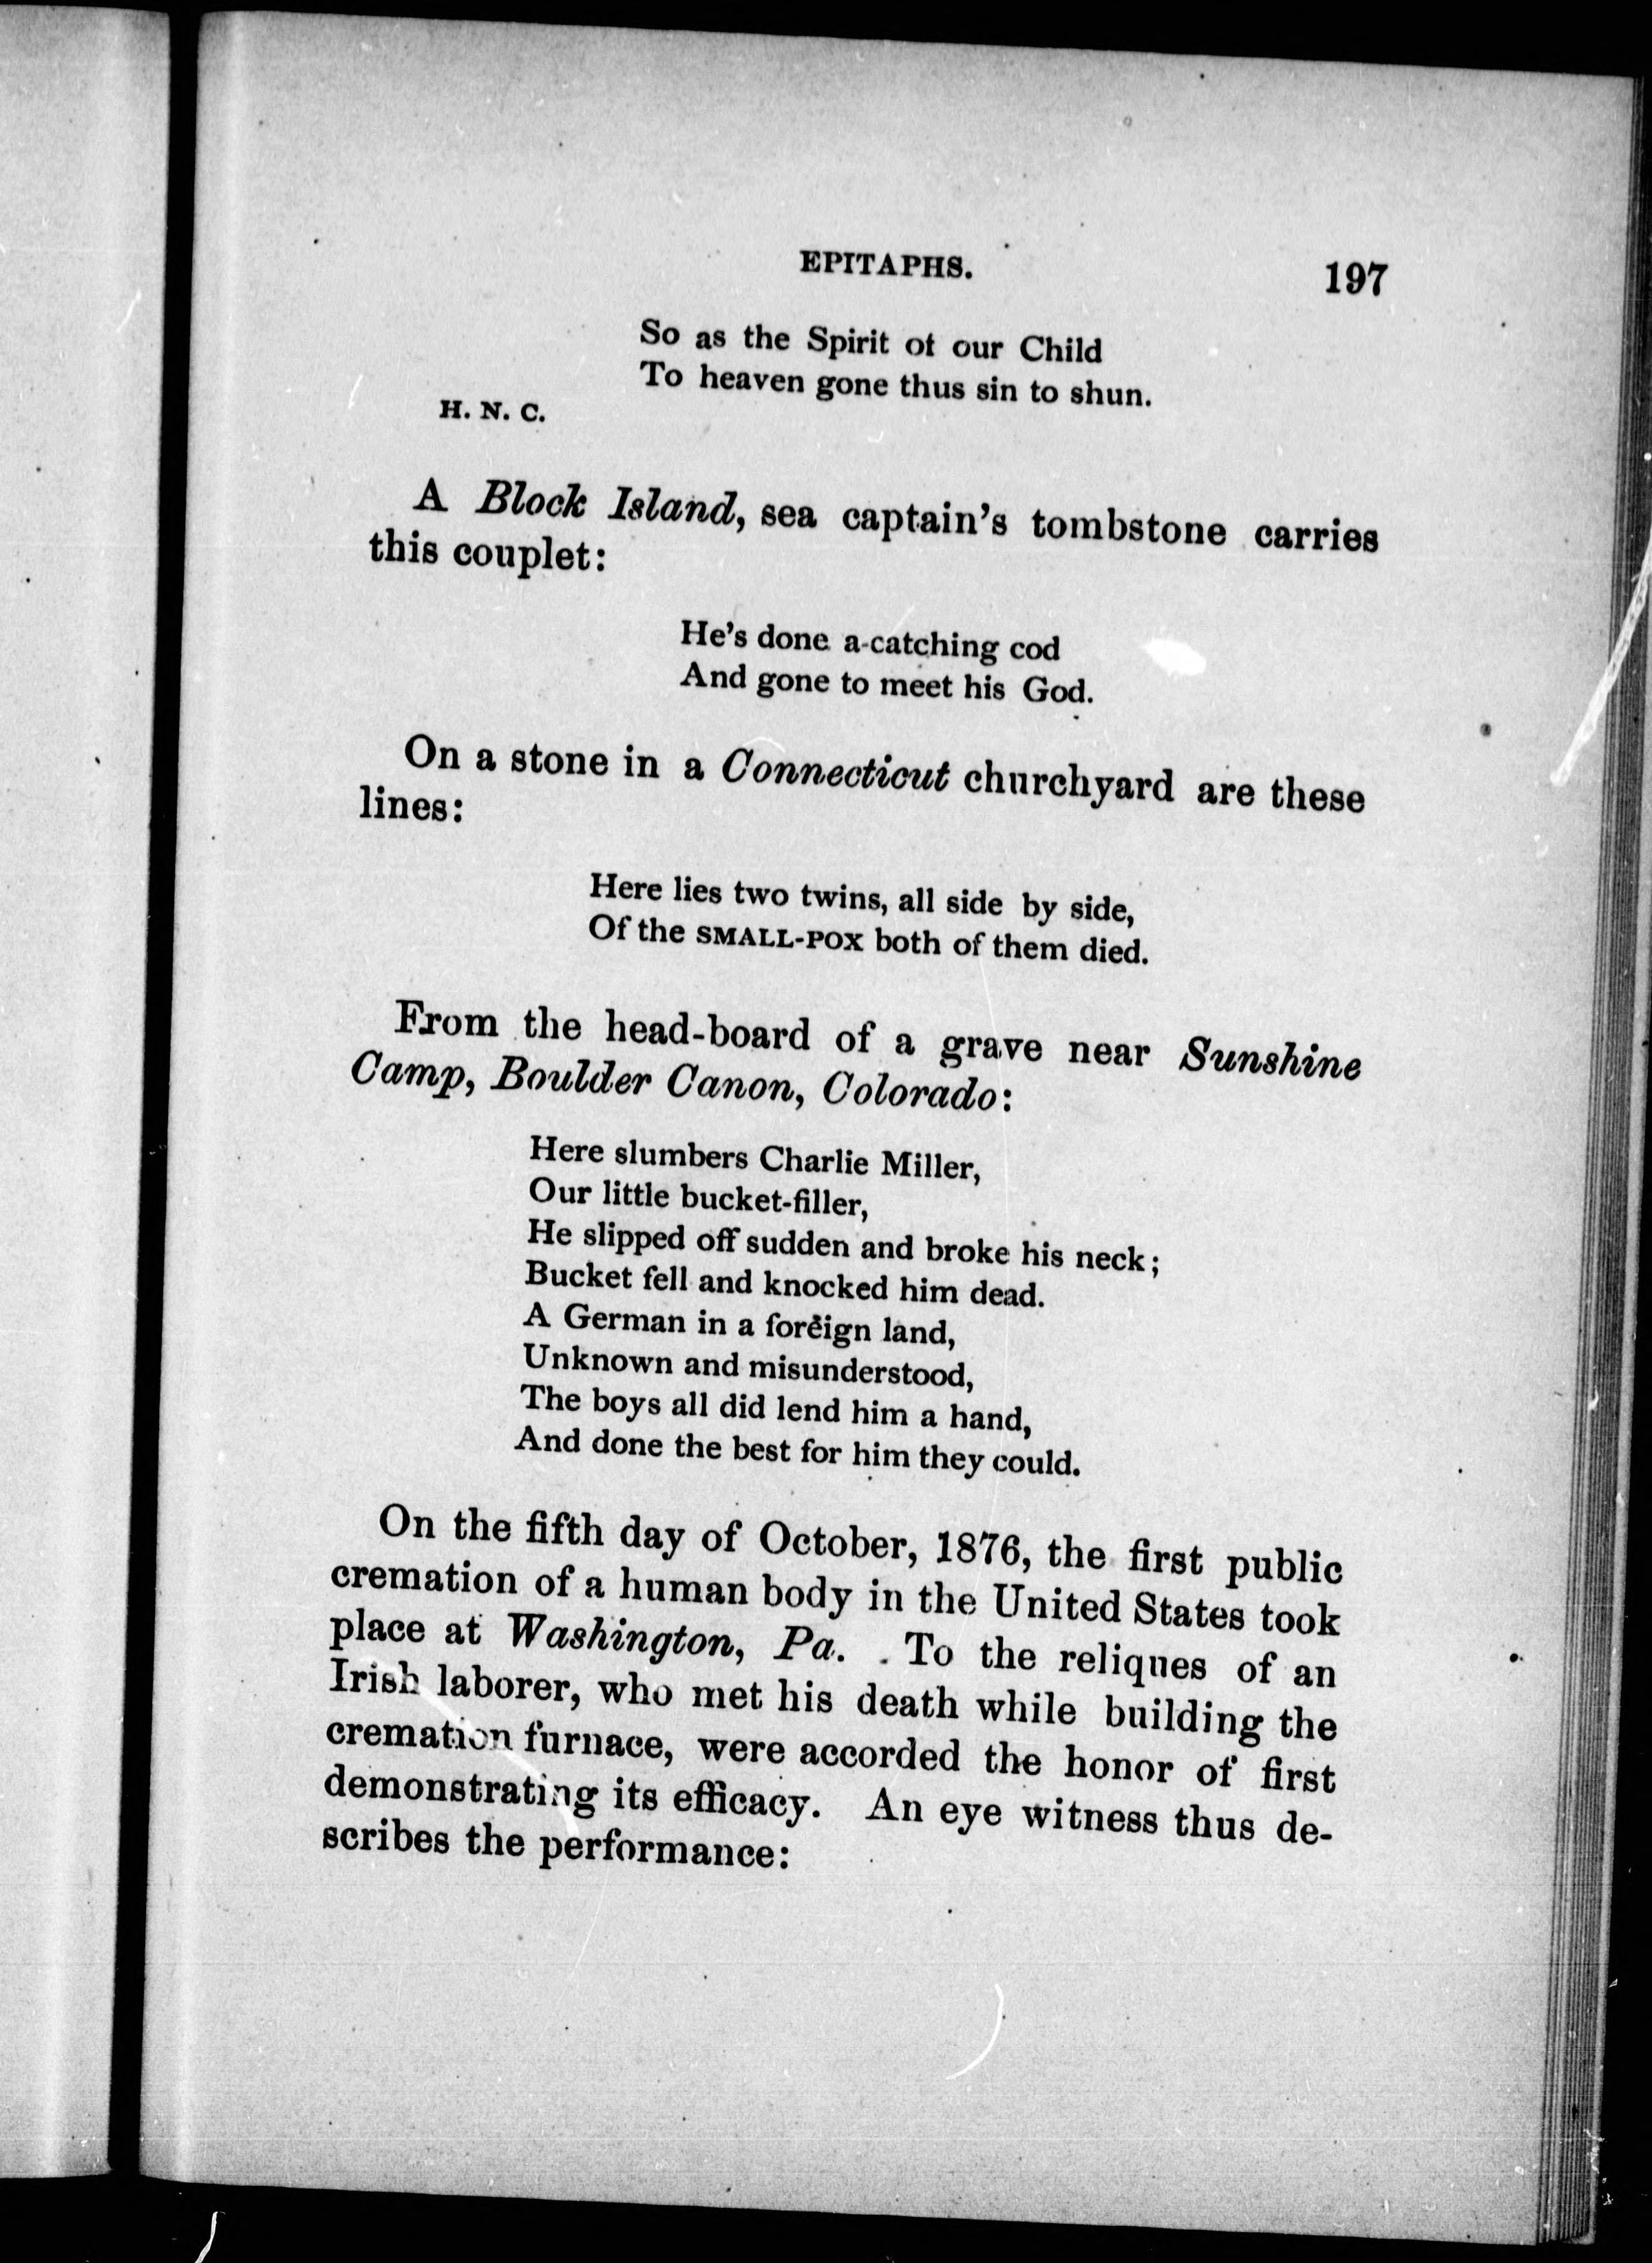 EPITAPHS. 197
So as the Spirit of our Child
To heaven gone thus sin to shun.
H. N. C.
A Block Island, sea captain's tombstone carries
this couplet:
He's done a-catching cod
And gone to meet his God.
On a stone in a Connecticut churchyard are these
lines:
Here lies two twins, all side by side,
Of the SMALL-POX both of them died.
From the head-board of a grave near Sunshine
Camp, Boulder Canon, Colorado:
Here slumbers Charlie Miller,
Our little bucket-filler,
He slipped off sudden and broke his neck;
Bucket fell and knocked him dead.
A German in a foreign land,
Unknown and misunderstood,
The boys all did lend him a hand,
And done the best for him they could.
On the fifth day of October, 1876, the first public
cremation of a human body in the United States took
place at Washington, Pa. To the reliques of an
Irish laborer, who met his death while building the
cremation furnace, were accorded the honor of first
demonstrating its efficacy. An eye witness thus de-
scribes the performance: